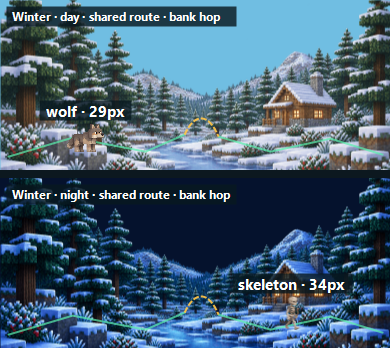 Winter · day · shared route · bank hop
wolf · 29px
Winter · night · shared route · bank hop
skeleton · 34px